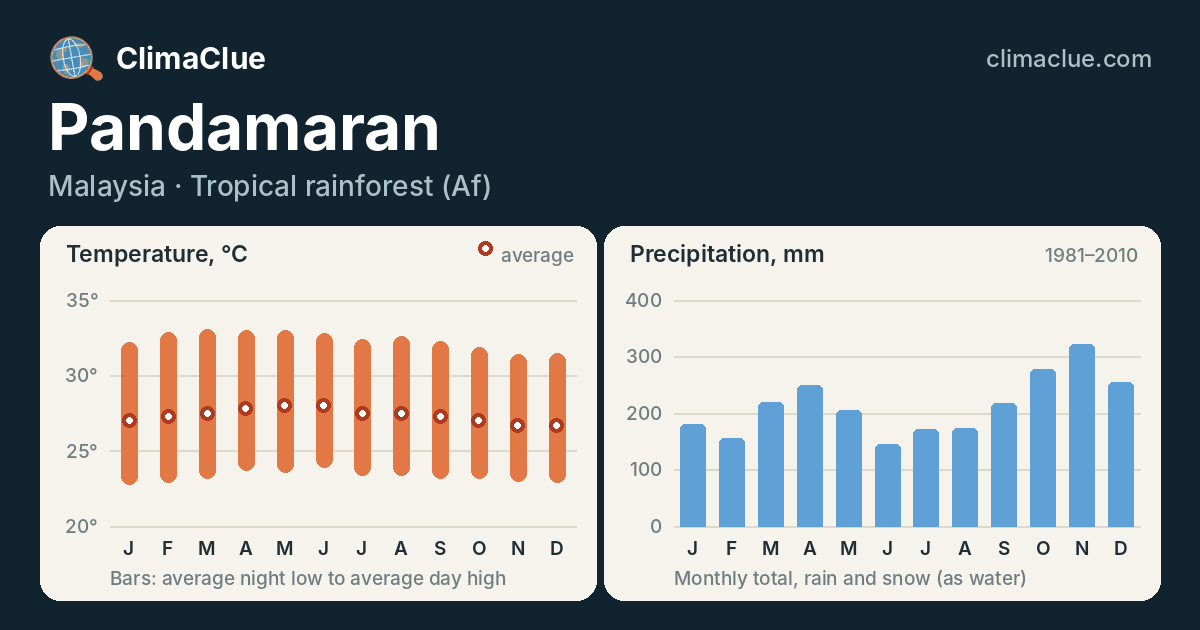 ClimaClue
climaclue.com
Pandamaran
Malaysia · Tropical rainforest (Af)
Temperature, °C
average
35°
30°
25°
20°
J F M A M J J A S O N D
Bars: average night low to average day high
Precipitation, mm
1981–2010
400
300
200
100
0
J F M A M J J A S O N D
Monthly total, rain and snow (as water)